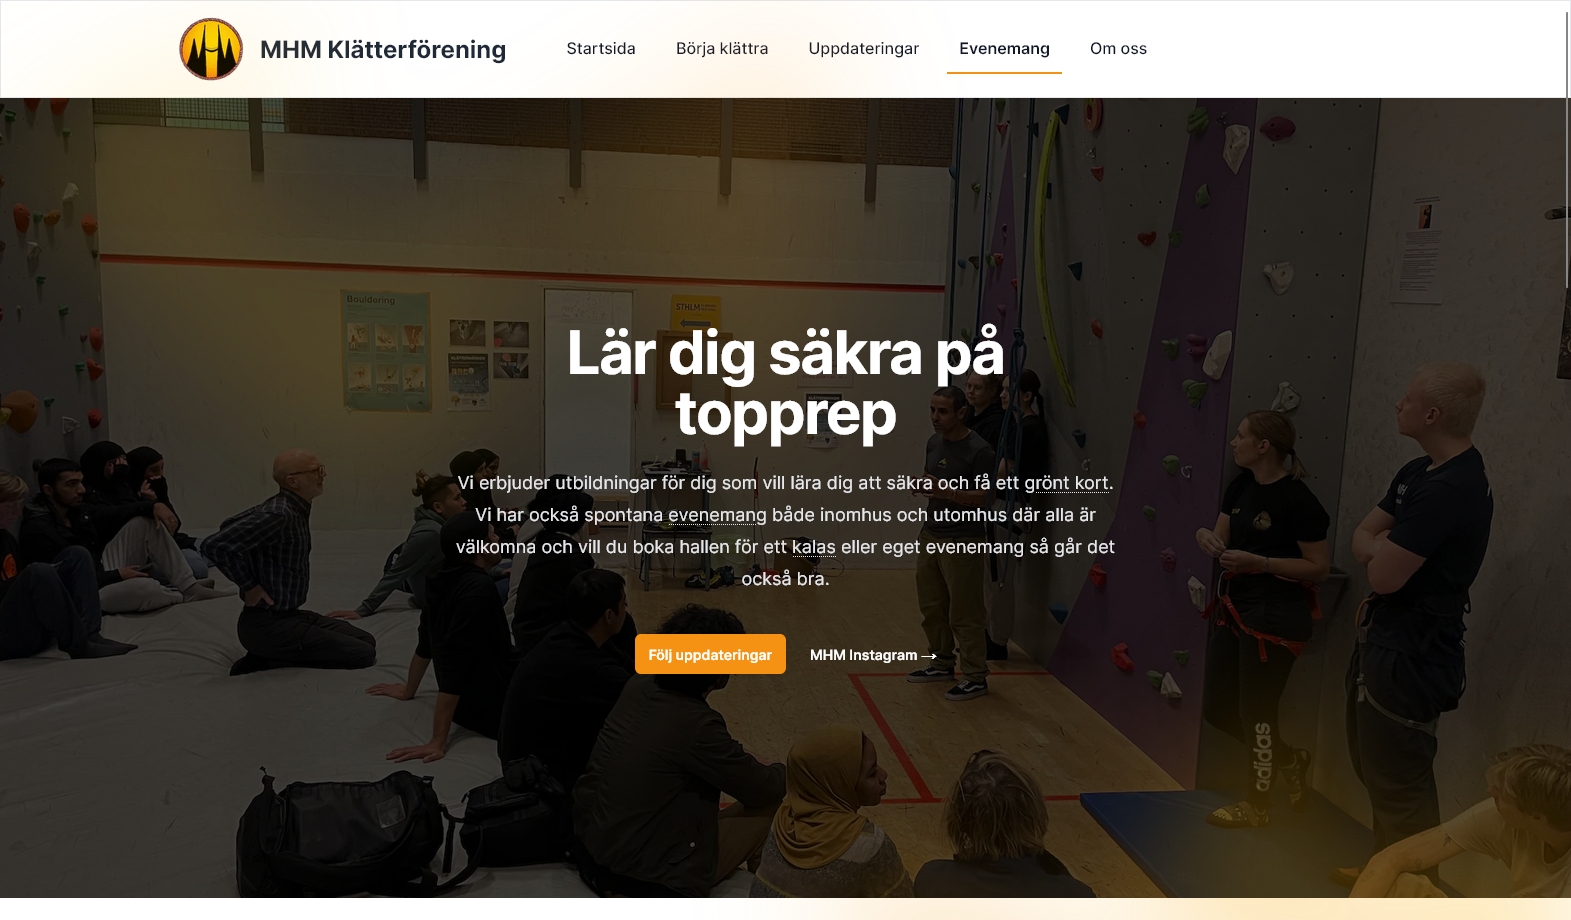 MHM Klätterförening
Startsida
Börja klättra
Uppdateringar
Evenemang
Om oss
Bouldering
STHLM
Lär dig säkra på
topprep
Vi erbjuder utbildningar för dig som vill lära dig att säkra och få ett grönt kort.
Vi har också spontana evenemang både inomhus och utomhus där alla är
välkomna och vill du boka hallen för ett kalas eller eget evenemang så går det
också bra.
Följ uppdateringar
MHM Instagram →
adidas